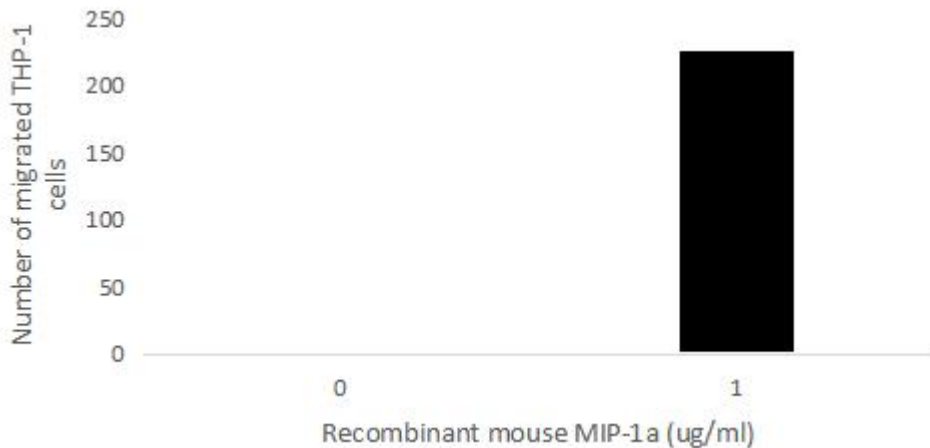 Number of migrated THP-1
cells
250
200
150
100
50
0
0
1
Recombinant mouse MIP-1a (ug/ml)